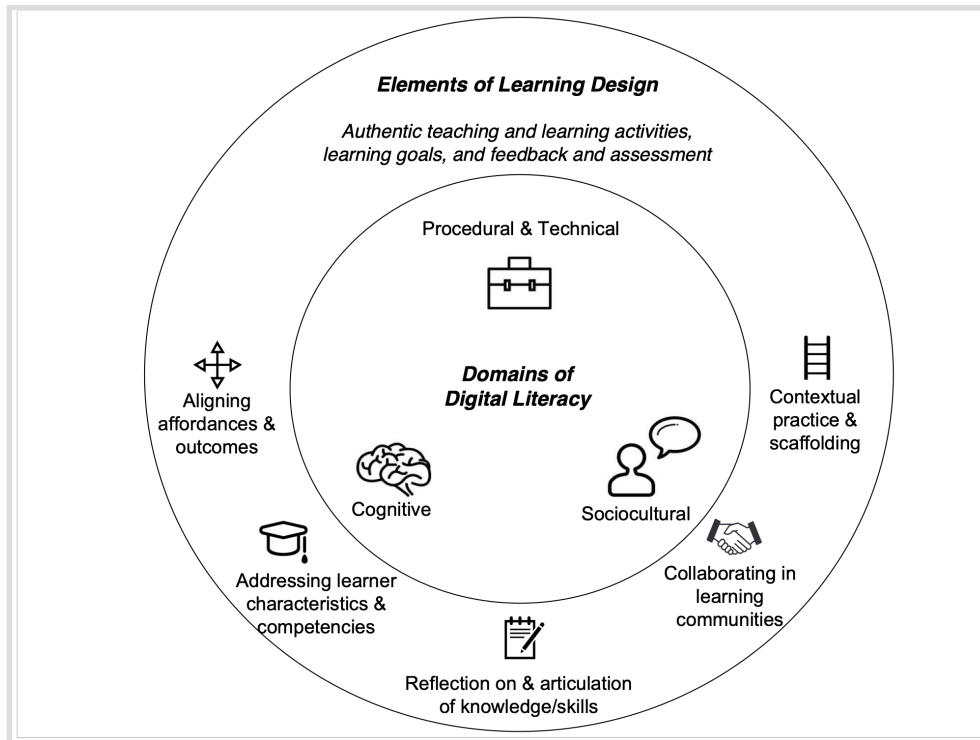 Elements of Learning Design
Authentic teaching and learning activities,
learning goals, and feedback and assessment
Procedural & Technical
Domains of
Digital Literacy
Aligning
affordances &
outcomes
Contextual
practice &
scaffolding
Cognitive
Sociocultural
Addressing learner
characteristics &
competencies
Collaborating in
learning
communities
Reflection on & articulation
of knowledge/skills